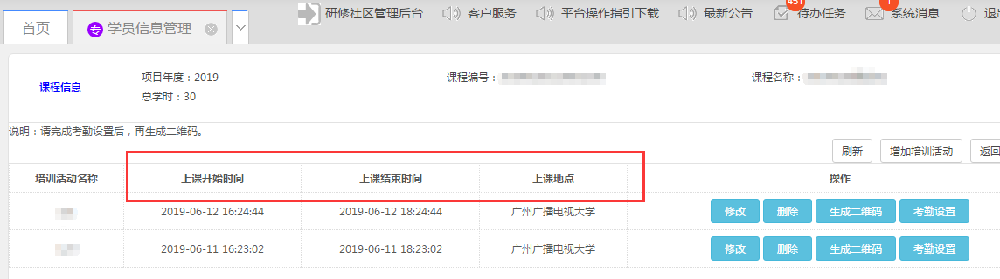 研修社区管理后台 客户服务 平台操作指引下载 最新公告 451 待办任务 1 系统消息
首页 专 学员信息管理
课程信息 项目年度：2019 课程编号： 课程名称：
总学时：30
说明：请完成考勤设置后，再生成二维码。
刷新 增加培训活动 返回
培训活动名称 上课开始时间 上课结束时间 上课地点 操作
2019-06-12 16:24:44 2019-06-12 18:24:44 广州广播电视大学 修改 删除 生成二维码 考勤设置
2019-06-11 16:23:02 2019-06-11 18:23:02 广州广播电视大学 修改 删除 生成二维码 考勤设置